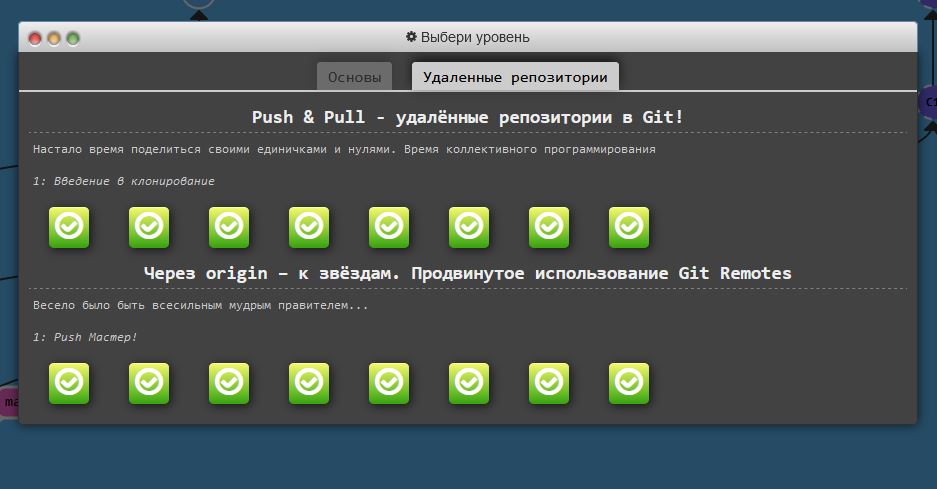 Выбери уровень
Основы
Удаленные репозитории
Push & Pull - удалённые репозитории в Git!
Настало время поделиться своими единичками и нулями. Время коллективного программирования
1: Введение в клонирование
Через origin – к звёздам. Продвинутое использование Git Remotes
Весело было быть всесильным мудрым правителем...
1: Push Мастер!